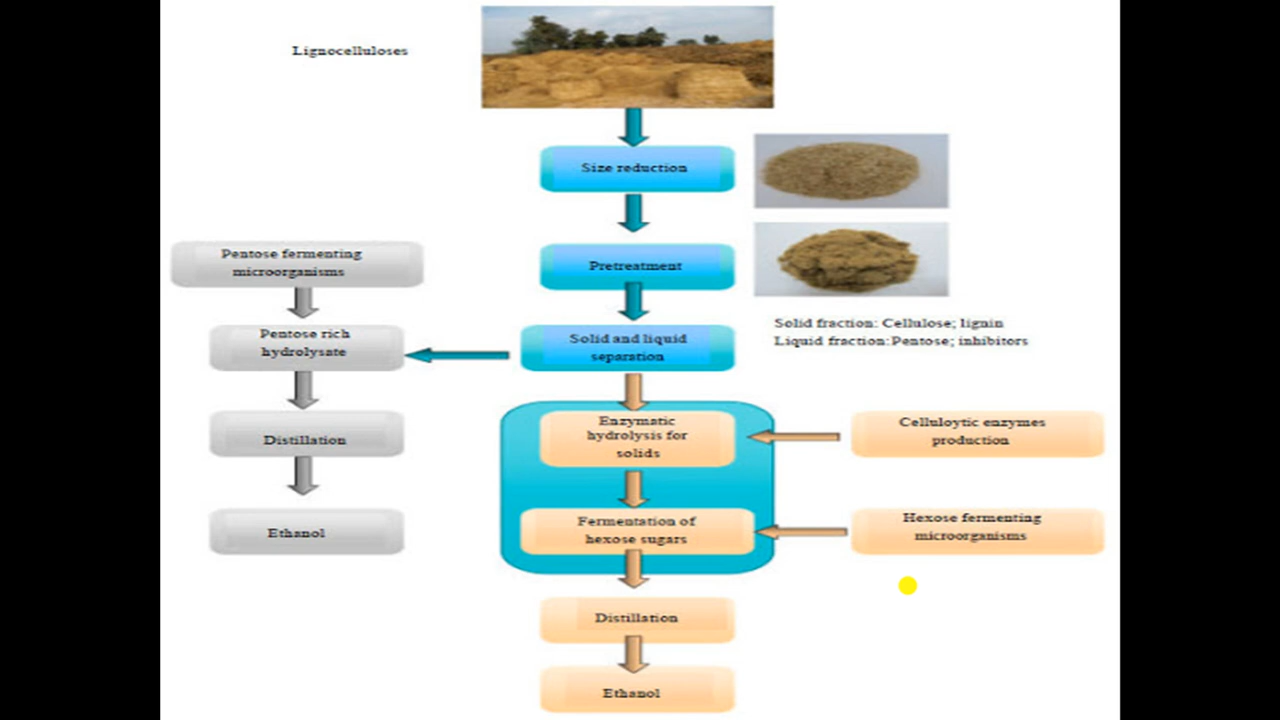 Lignocelluloses
Size reduction
Pentose fermenting
microorganisms
Pretreatment
Solid fraction: Cellulose; lignin
Liquid fraction: Pentose; inhibitors
Pentose rich
hydrolysate
Solid and liquid
separation
Distillation
Enzymatic
hydrolysis for
solids
Celluloytic enzymes
production
Ethanol
Fermentation of
hexose sugars
Hexose fermenting
microorganisms
Distillation
Ethanol